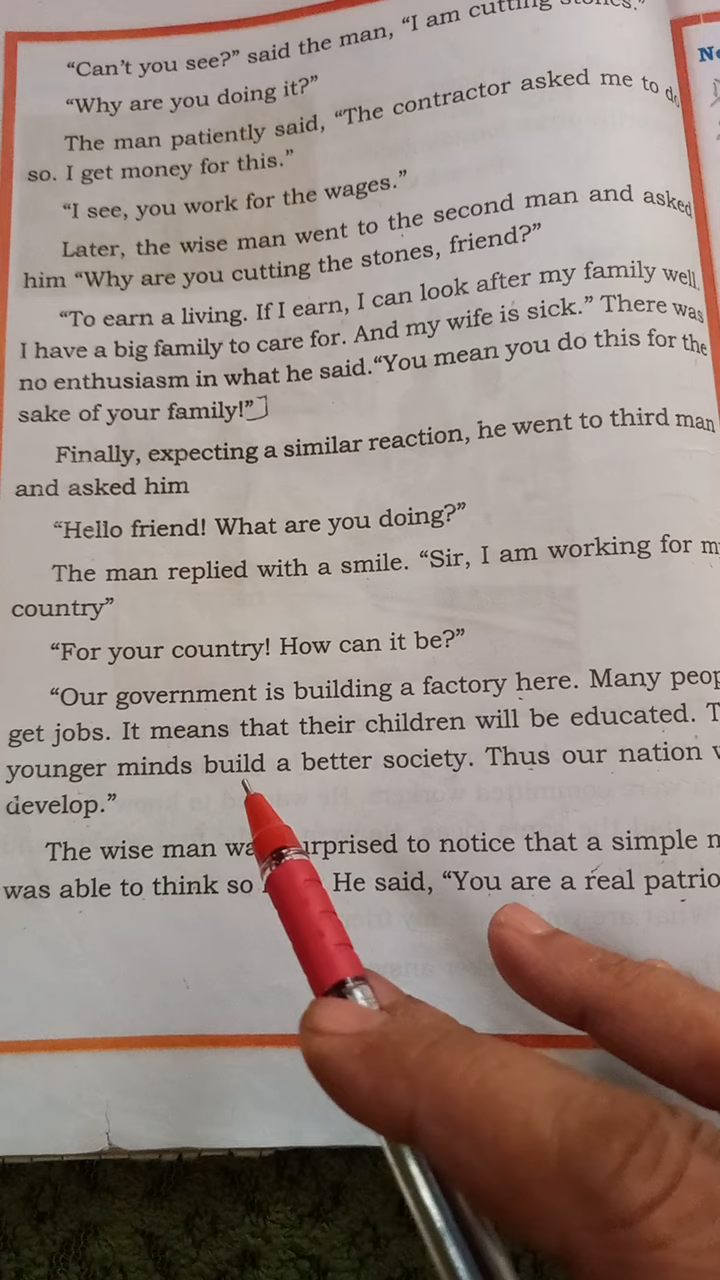 "Can't you see?" said the man, "I am cutting stones."
"Why are you doing it?"
The man patiently said, "The contractor asked me to do
so. I get money for this."
"I see, you work for the wages."
Later, the wise man went to the second man and asked
him "Why are you cutting the stones, friend?"
"To earn a living. If I earn, I can look after my family well.
I have a big family to care for. And my wife is sick." There was
no enthusiasm in what he said."You mean you do this for the
sake of your family!"
Finally, expecting a similar reaction, he went to third man
and asked him
"Hello friend! What are you doing?"
The man replied with a smile. "Sir, I am working for m
country"
"For your country! How can it be?"
"Our government is building a factory here. Many peop
get jobs. It means that their children will be educated. T
younger minds build a better society. Thus our nation
develop."
The wise man wa urprised to notice that a simple
was able to think so He said, "You are a real patrio